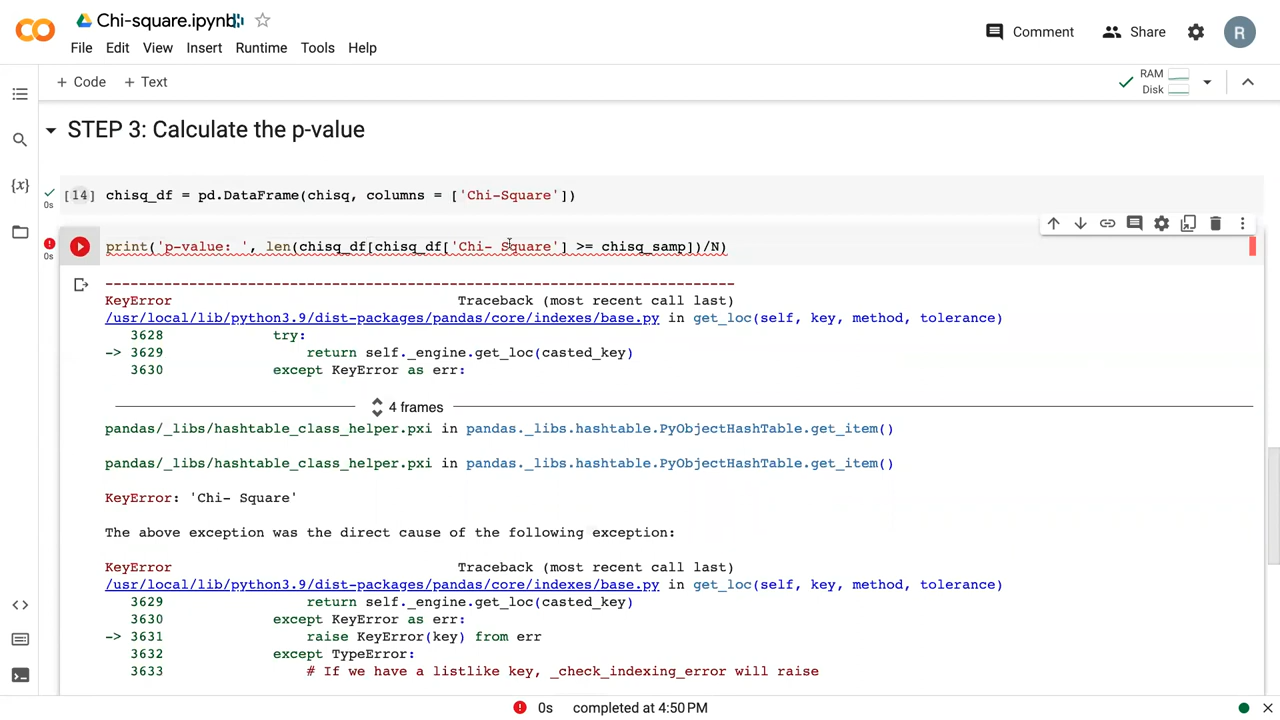 Chi-square.ipynb
File Edit View Insert Runtime Tools Help
Comment
Share
R
+ Code + Text
RAM
Disk
STEP 3: Calculate the p-value
{x}
0s
[14] chisq_df = pd.DataFrame(chisq, columns = ['Chi-Square'])
0s
print('p-value: ', len(chisq_df[chisq_df['Chi- Square'] >= chisq_samp])/N)
---------------------------------------------------------------------------
KeyError Traceback (most recent call last)
/usr/local/lib/python3.9/dist-packages/pandas/core/indexes/base.py in get_loc(self, key, method, tolerance)
3628 try:
-> 3629 return self._engine.get_loc(casted_key)
3630 except KeyError as err:
4 frames
pandas/_libs/hashtable_class_helper.pxi in pandas._libs.hashtable.PyObjectHashTable.get_item()
pandas/_libs/hashtable_class_helper.pxi in pandas._libs.hashtable.PyObjectHashTable.get_item()
KeyError: 'Chi- Square'
The above exception was the direct cause of the following exception:
KeyError Traceback (most recent call last)
/usr/local/lib/python3.9/dist-packages/pandas/core/indexes/base.py in get_loc(self, key, method, tolerance)
3629 return self._engine.get_loc(casted_key)
3630 except KeyError as err:
-> 3631 raise KeyError(key) from err
3632 except TypeError:
3633 # If we have a listlike key, _check_indexing_error will raise
0s completed at 4:50 PM